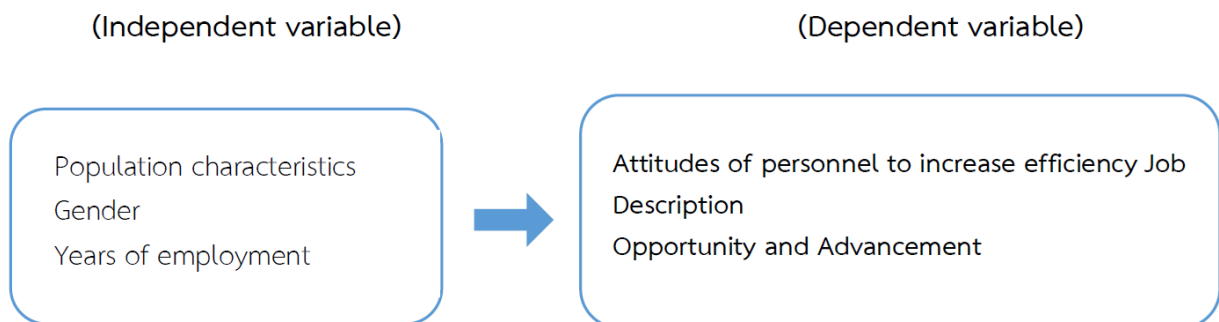 (Independent variable)
(Dependent variable)
Population characteristics
Gender
Years of employment
Attitudes of personnel to increase efficiency Job
Description
Opportunity and Advancement